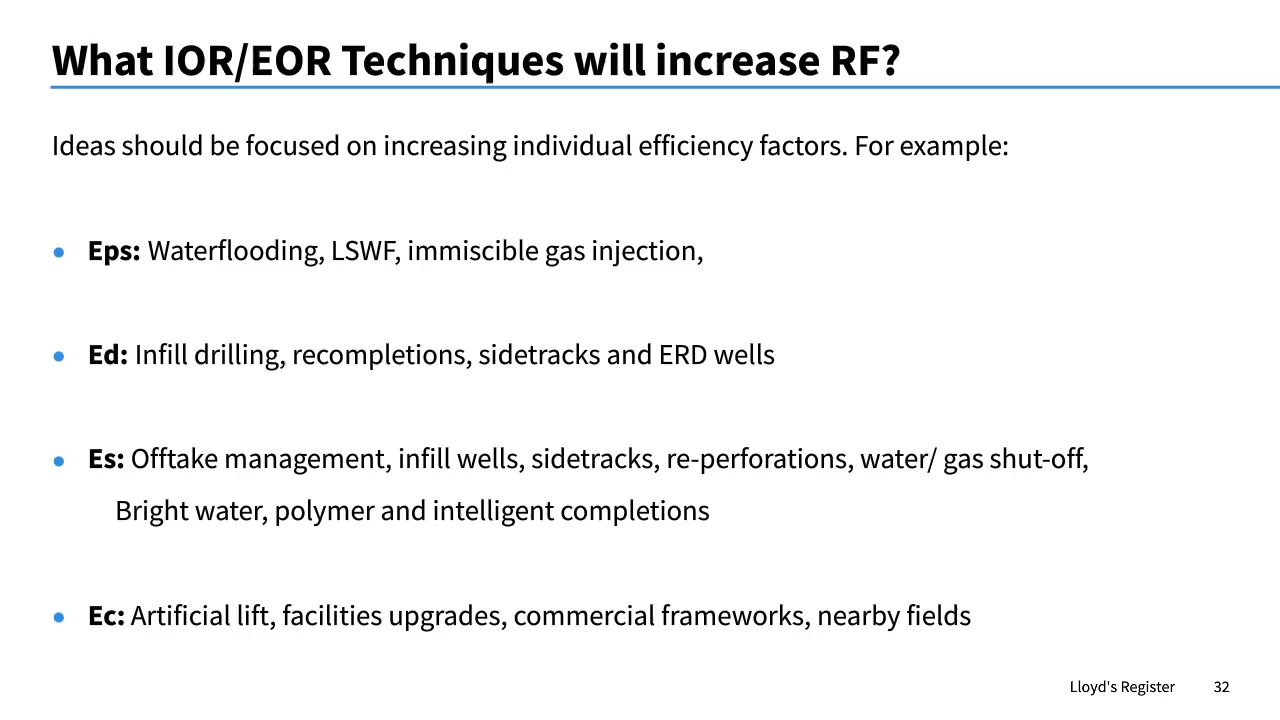 What IOR/EOR Techniques will increase RF?
Ideas should be focused on increasing individual efficiency factors. For example:
• Eps: Waterflooding, LSWF, immiscible gas injection,
• Ed: Infill drilling, recompletions, sidetracks and ERD wells
• Es: Offtake management, infill wells, sidetracks, re-perforations, water/ gas shut-off,
Bright water, polymer and intelligent completions
• Ec: Artificial lift, facilities upgrades, commercial frameworks, nearby fields
Lloyd's Register 32